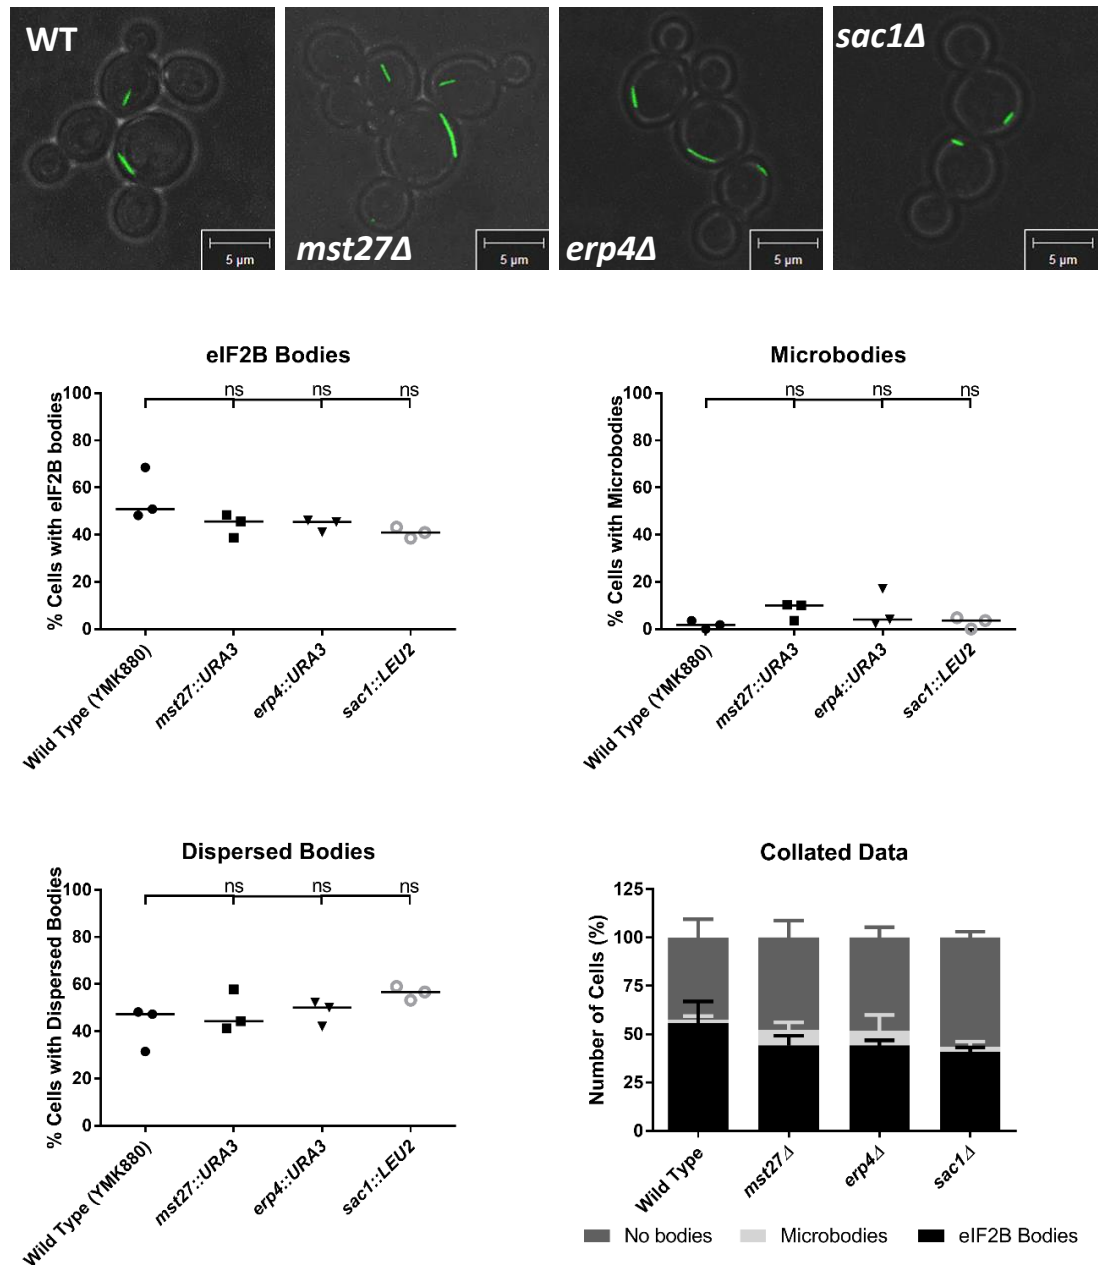 WT
mst27Δ
erp4Δ
sac1Δ
5 µm
5 µm
5 µm
5 µm
eIF2B Bodies
% Cells with eIF2B bodies
100
80
60
40
20
0
ns
ns
ns
Wild Type (YMK880)
mst27::URA3
erp4::URA3
sac1::LEU2
Microbodies
% Cells with Microbodies
100
80
60
40
20
0
ns
ns
ns
Wild Type (YMK880)
mst27::URA3
erp4::URA3
sac1::LEU2
Dispersed Bodies
% Cells with Dispersed Bodies
100
80
60
40
20
0
ns
ns
ns
Wild Type (YMK880)
mst27::URA3
erp4::URA3
sac1::LEU2
Collated Data
Number of Cells (%)
125
100
75
50
25
0
Wild Type
mst27Δ
erp4Δ
sac1Δ
No bodies
Microbodies
eIF2B Bodies